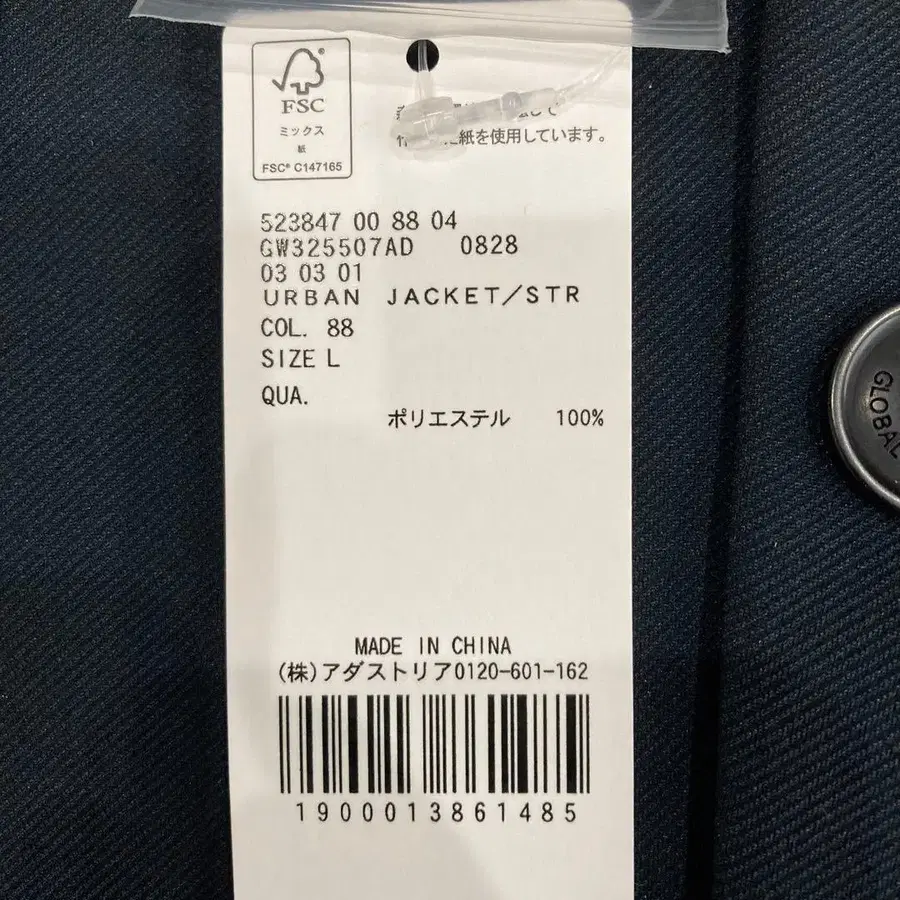 FSC
ミックス
紙
FSC® C147165
紙を使用しています。
523847 00 88 04
GW325507AD 0828
03 03 01
URBAN JACKET/STR
COL. 88
SIZE L
QUA.
ポリエステル 100%
MADE IN CHINA
(株)アダストリア0120-601-162
1900013861485
GLOBAL